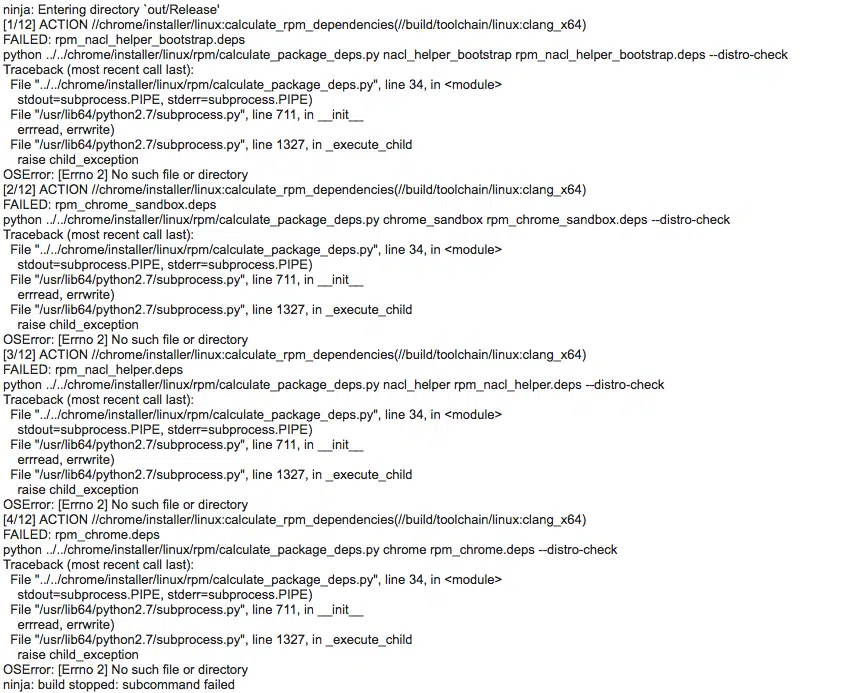 ninja: Entering directory `out/Release'
[1/12] ACTION //chrome/installer/linux:calculate_rpm_dependencies(//build/toolchain/linux:clang_x64)
FAILED: rpm_nacl_helper_bootstrap.deps
python ../../chrome/installer/linux/rpm/calculate_package_deps.py nacl_helper_bootstrap rpm_nacl_helper_bootstrap.deps --distro-check
Traceback (most recent call last):
File "../../chrome/installer/linux/rpm/calculate_package_deps.py", line 34, in <module>
stdout=subprocess.PIPE, stderr=subprocess.PIPE)
File "/usr/lib64/python2.7/subprocess.py", line 711, in __init__
errread, errwrite)
File "/usr/lib64/python2.7/subprocess.py", line 1327, in _execute_child
raise child_exception
OSError: [Errno 2] No such file or directory
[2/12] ACTION //chrome/installer/linux:calculate_rpm_dependencies(//build/toolchain/linux:clang_x64)
FAILED: rpm_chrome_sandbox.deps
python ../../chrome/installer/linux/rpm/calculate_package_deps.py chrome_sandbox rpm_chrome_sandbox.deps --distro-check
Traceback (most recent call last):
File "../../chrome/installer/linux/rpm/calculate_package_deps.py", line 34, in <module>
stdout=subprocess.PIPE, stderr=subprocess.PIPE)
File "/usr/lib64/python2.7/subprocess.py", line 711, in __init__
errread, errwrite)
File "/usr/lib64/python2.7/subprocess.py", line 1327, in _execute_child
raise child_exception
OSError: [Errno 2] No such file or directory
[3/12] ACTION //chrome/installer/linux:calculate_rpm_dependencies(//build/toolchain/linux:clang_x64)
FAILED: rpm_nacl_helper.deps
python ../../chrome/installer/linux/rpm/calculate_package_deps.py nacl_helper rpm_nacl_helper.deps --distro-check
Traceback (most recent call last):
File "../../chrome/installer/linux/rpm/calculate_package_deps.py", line 34, in <module>
stdout=subprocess.PIPE, stderr=subprocess.PIPE)
File "/usr/lib64/python2.7/subprocess.py", line 711, in __init__
errread, errwrite)
File "/usr/lib64/python2.7/subprocess.py", line 1327, in _execute_child
raise child_exception
OSError: [Errno 2] No such file or directory
[4/12] ACTION //chrome/installer/linux:calculate_rpm_dependencies(//build/toolchain/linux:clang_x64)
FAILED: rpm_chrome.deps
python ../../chrome/installer/linux/rpm/calculate_package_deps.py chrome rpm_chrome.deps --distro-check
Traceback (most recent call last):
File "../../chrome/installer/linux/rpm/calculate_package_deps.py", line 34, in <module>
stdout=subprocess.PIPE, stderr=subprocess.PIPE)
File "/usr/lib64/python2.7/subprocess.py", line 711, in __init__
errread, errwrite)
File "/usr/lib64/python2.7/subprocess.py", line 1327, in _execute_child
raise child_exception
OSError: [Errno 2] No such file or directory
ninja: build stopped: subcommand failed